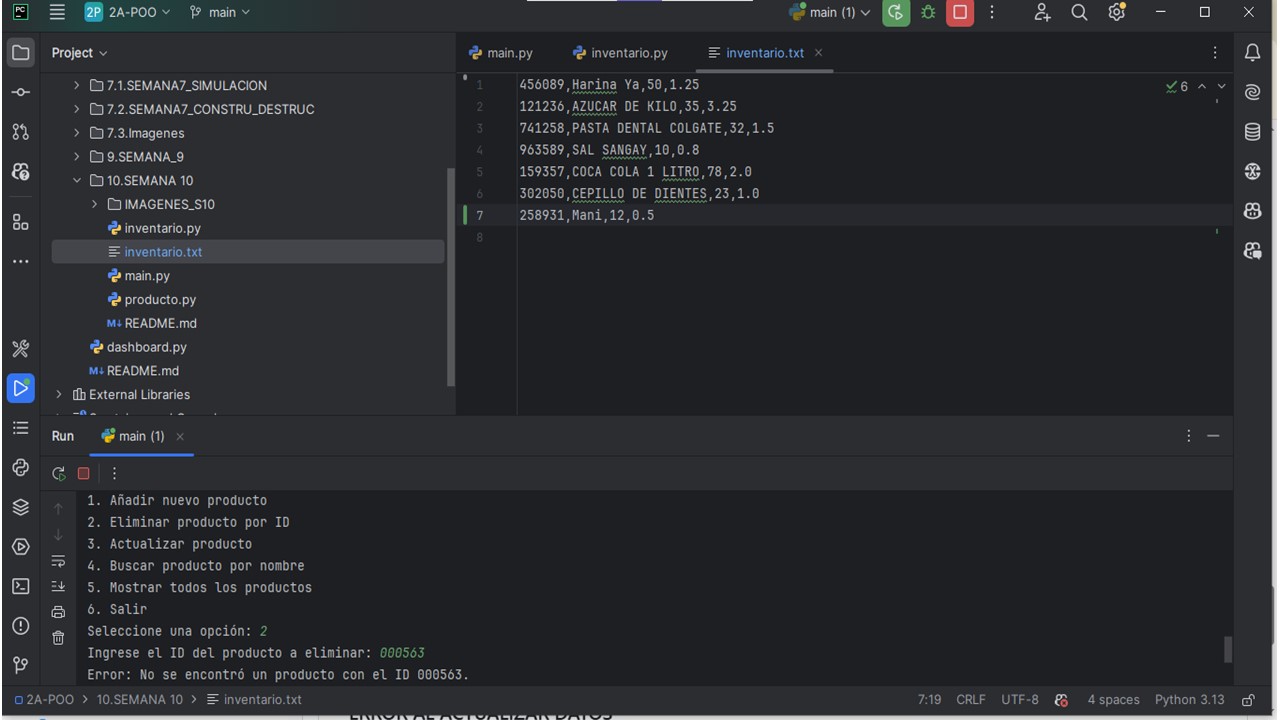 PC
2P 2A-POO
main
main (1)
Project
main.py
inventario.py
inventario.txt
7.1.SEMANA7_SIMULACION
7.2.SEMANA7_CONSTRU_DESTRUC
7.3.Imagenes
9.SEMANA_9
10.SEMANA 10
IMAGENES_S10
inventario.py
inventario.txt
main.py
producto.py
M↓ README.md
dashboard.py
M↓ README.md
External Libraries
1 456089,Harina Ya,50,1.25
2 121236,AZUCAR DE KILO,35,3.25
3 741258,PASTA DENTAL COLGATE,32,1.5
4 963589,SAL SANGAY,10,0.8
5 159357,COCA COLA 1 LITRO,78,2.0
6 302050,CEPILLO DE DIENTES,23,1.0
7 258931,Mani,12,0.5
8
6
Run
main (1)
1. Añadir nuevo producto
2. Eliminar producto por ID
3. Actualizar producto
4. Buscar producto por nombre
5. Mostrar todos los productos
6. Salir
Seleccione una opción: 2
Ingrese el ID del producto a eliminar: 000563
Error: No se encontró un producto con el ID 000563.
2A-POO > 10.SEMANA 10 > inventario.txt
7:19 CRLF UTF-8 4 spaces Python 3.13
ERROR AL ACTUALIZAR DATOS